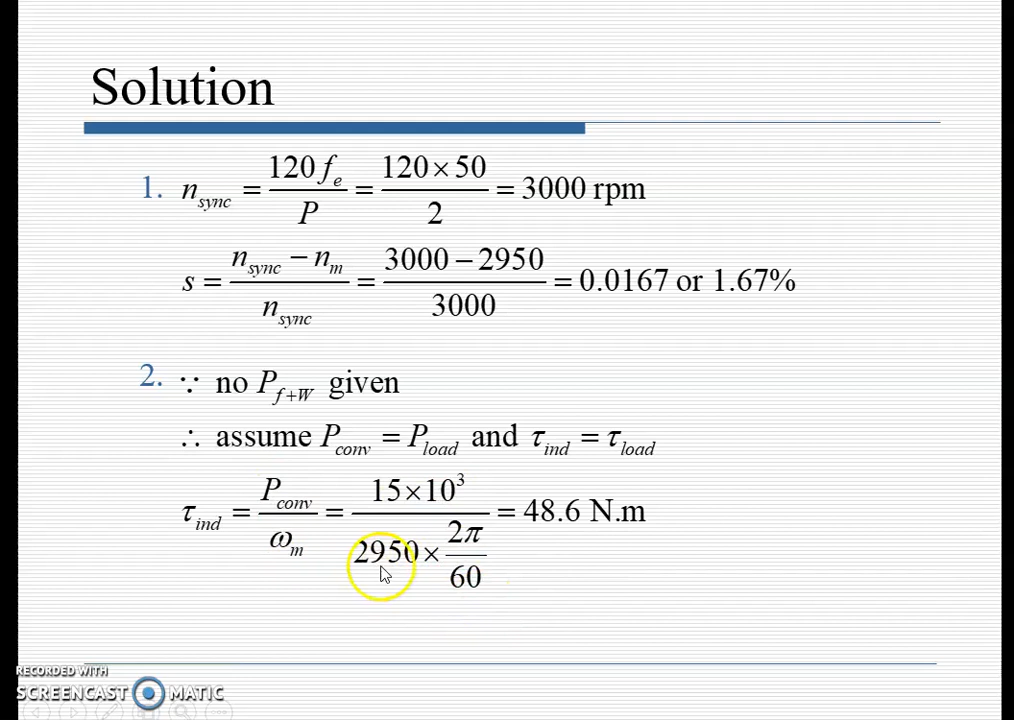 Solution
1. n_sync = 120 f_e / P = 120 × 50 / 2 = 3000 rpm
s = n_sync − n_m / n_sync = 3000 − 2950 / 3000 = 0.0167 or 1.67%
2. ∵ no P_f+W given
∴ assume P_conv = P_load and τ_ind = τ_load
τ_ind = P_conv / ω_m = 15 × 10³ / 2950 × 2π / 60 = 48.6 N.m
RECORDED WITH
SCREENCAST MATIC